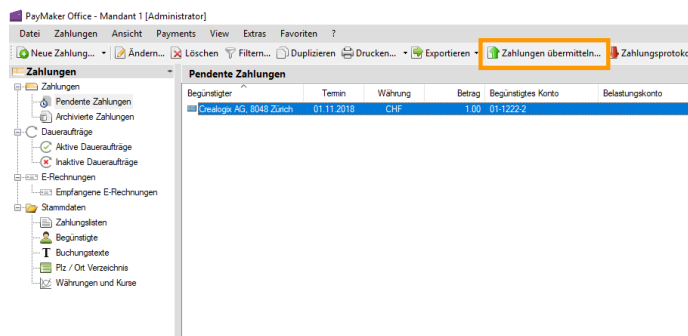 PayMaker Office - Mandant 1 [Administrator]
Datei Zahlungen Ansicht Payments View Extras Favoriten ?
Neue Zahlung... Ändern... Löschen Filtern... Duplizieren Drucken... Exportieren Zahlungen übermitteln... Zahlungsprotoko
Zahlungen
Zahlungen
Pendente Zahlungen
Archivierte Zahlungen
Daueraufträge
Aktive Daueraufträge
Inaktive Daueraufträge
E-Rechnungen
Empfangene E-Rechnungen
Stammdaten
Zahlungslisten
Begünstigte
Buchungstexte
Plz / Ort Verzeichnis
Währungen und Kurse
Pendente Zahlungen
Begünstigter Termin Währung Betrag Begünstigtes Konto Belastungskonto
Crealogix AG, 8048 Zürich 01.11.2018 CHF 1.00 01-1222-2